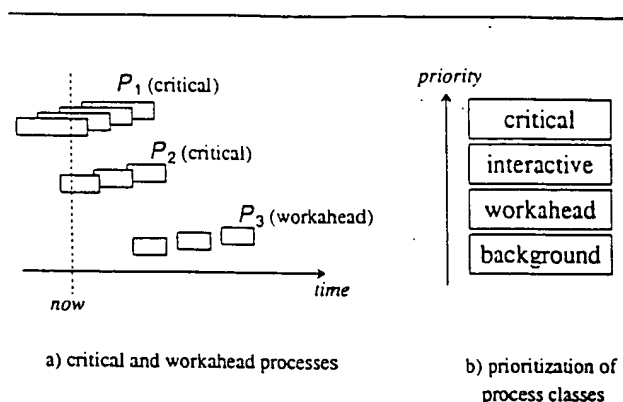 priority
P1 (critical)
critical
interactive
P2 (critical)
workahead
P3 (workahead)
background
time
now
a) critical and workahead processes
b) prioritization of
process classes